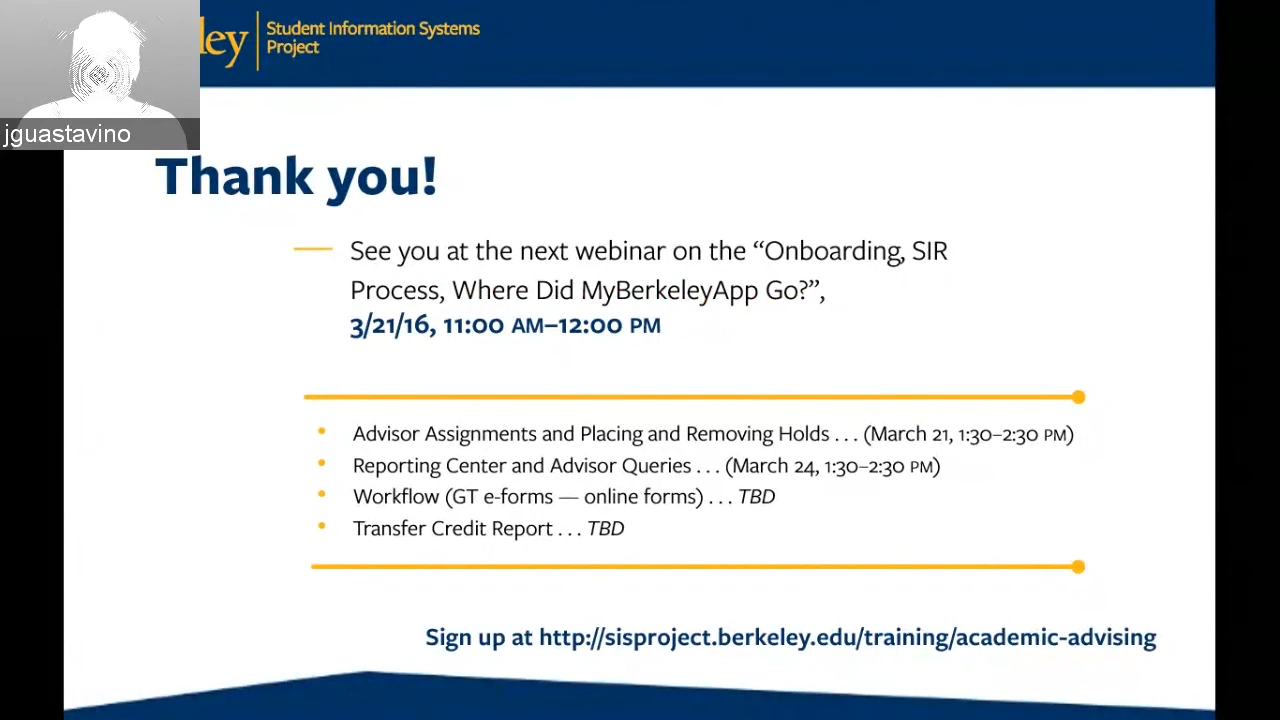 ley
Student Information Systems
Project
jguastavino
Thank you!
See you at the next webinar on the “Onboarding, SIR
Process, Where Did MyBerkeleyApp Go?”,
3/21/16, 11:00 AM–12:00 PM
• Advisor Assignments and Placing and Removing Holds . . . (March 21, 1:30–2:30 PM)
• Reporting Center and Advisor Queries . . . (March 24, 1:30–2:30 PM)
• Workflow (GT e-forms — online forms) . . . TBD
• Transfer Credit Report . . . TBD
Sign up at http://sisproject.berkeley.edu/training/academic-advising